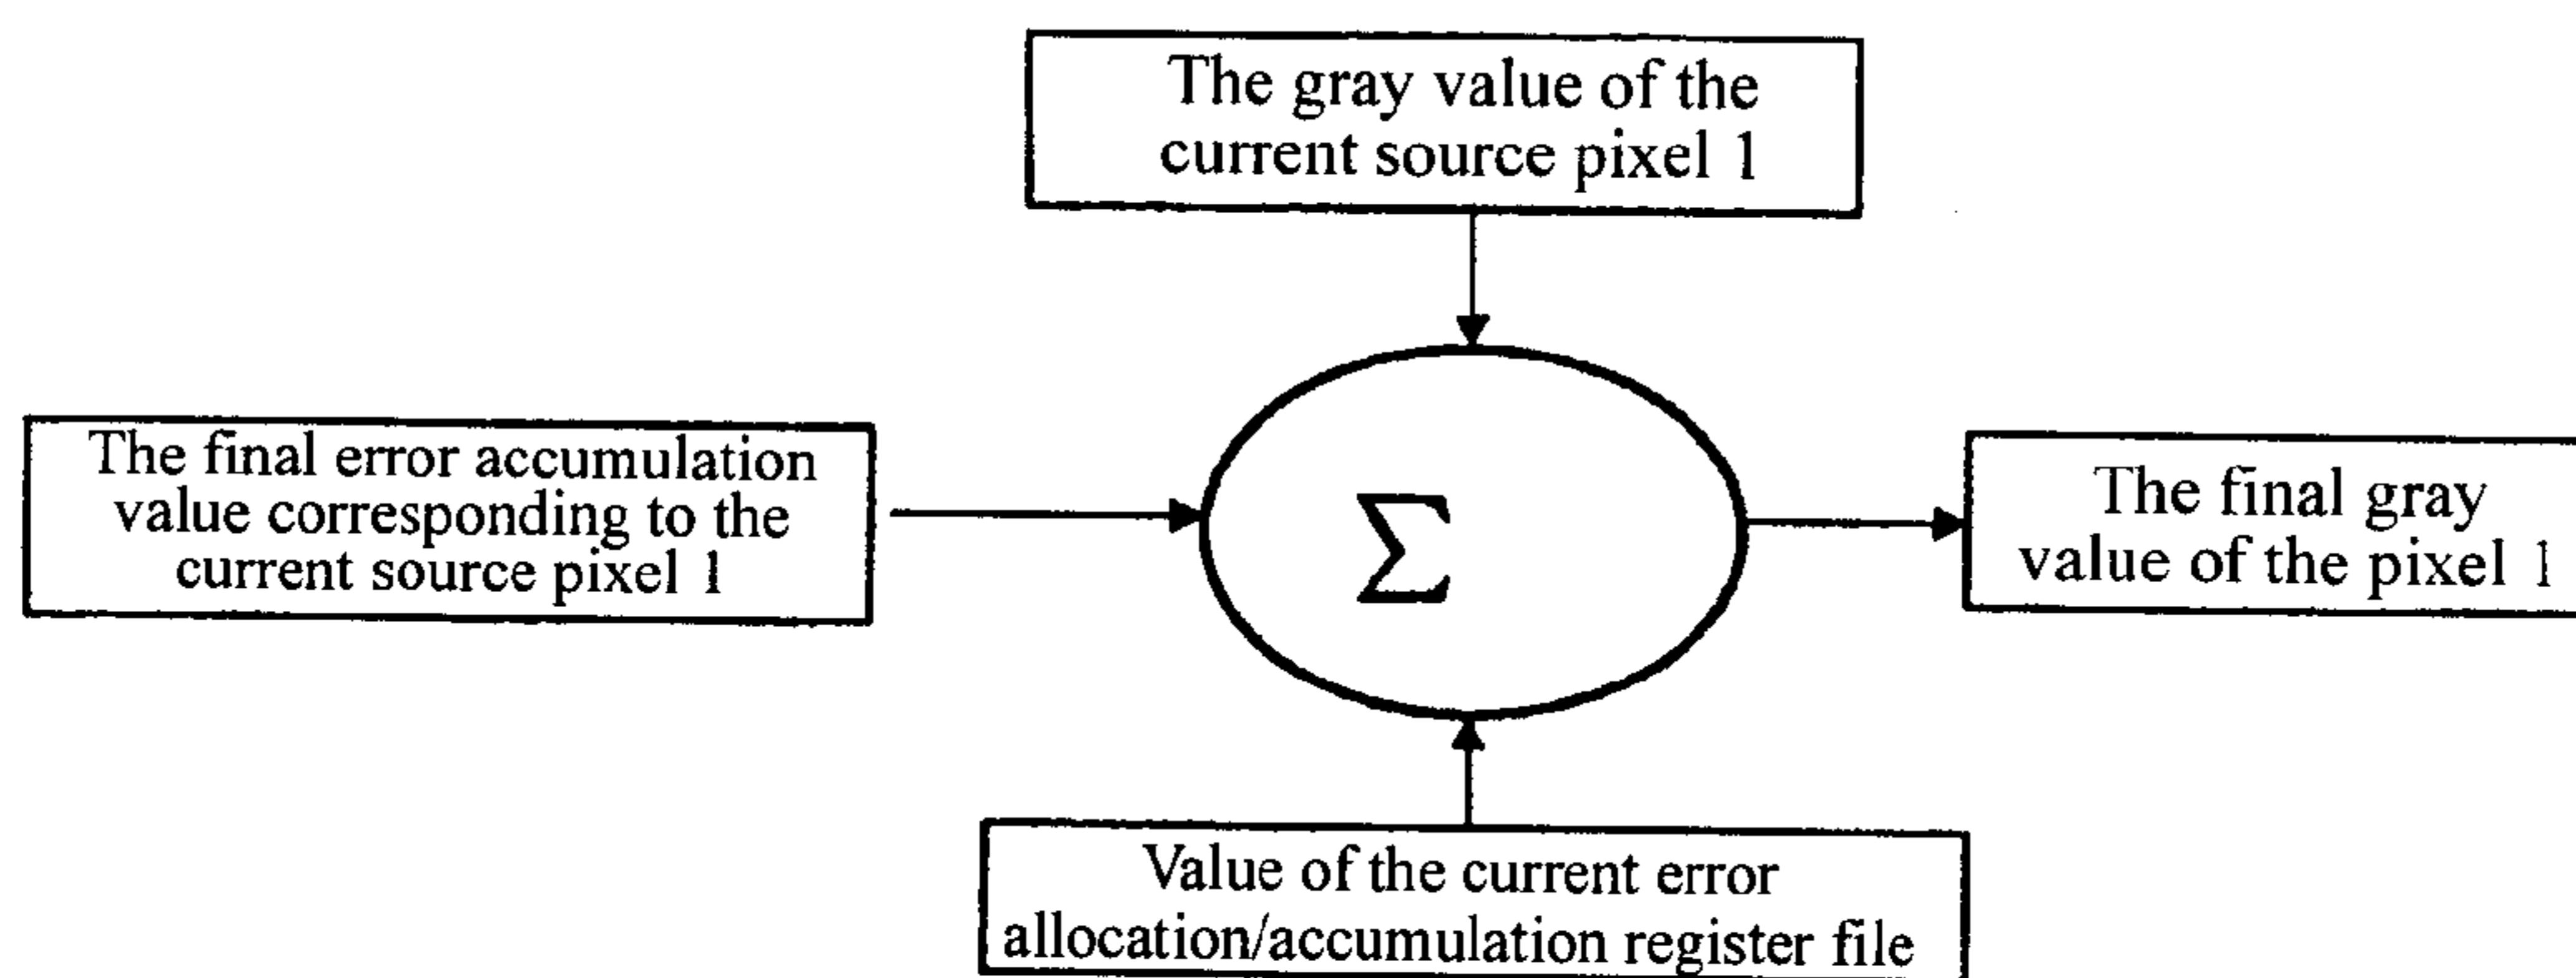 The gray value of the
current source pixel 1
The final error accumulation
value corresponding to the
current source pixel 1
Σ
The final gray
value of the pixel 1
Value of the current error
allocation/accumulation register file